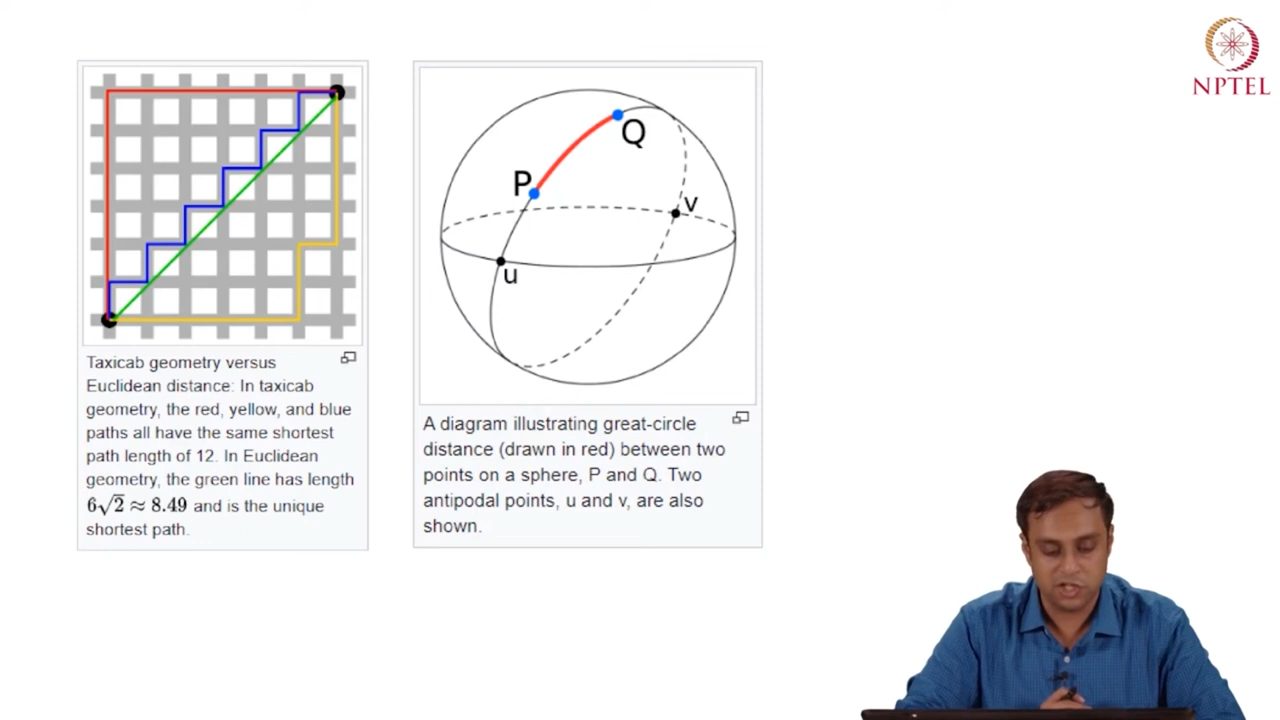 NPTEL
Q
P
v
u
Taxicab geometry versus
Euclidean distance: In taxicab
geometry, the red, yellow, and blue
paths all have the same shortest
path length of 12. In Euclidean
geometry, the green line has length
6√2 ≈ 8.49 and is the unique
shortest path.
A diagram illustrating great-circle
distance (drawn in red) between two
points on a sphere, P and Q. Two
antipodal points, u and v, are also
shown.